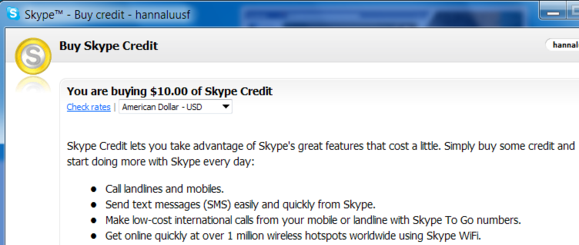 Skype™ - Buy credit - hannaluusf
Buy Skype Credit
You are buying $10.00 of Skype Credit
Check rates | American Dollar - USD
Skype Credit lets you take advantage of Skype's great features that cost a little. Simply buy some credit and
start doing more with Skype every day:
● Call landlines and mobiles.
● Send text messages (SMS) easily and quickly from Skype.
● Make low-cost international calls from your mobile or landline with Skype To Go numbers.
● Get online quickly at over 1 million wireless hotspots worldwide using Skype WiFi.